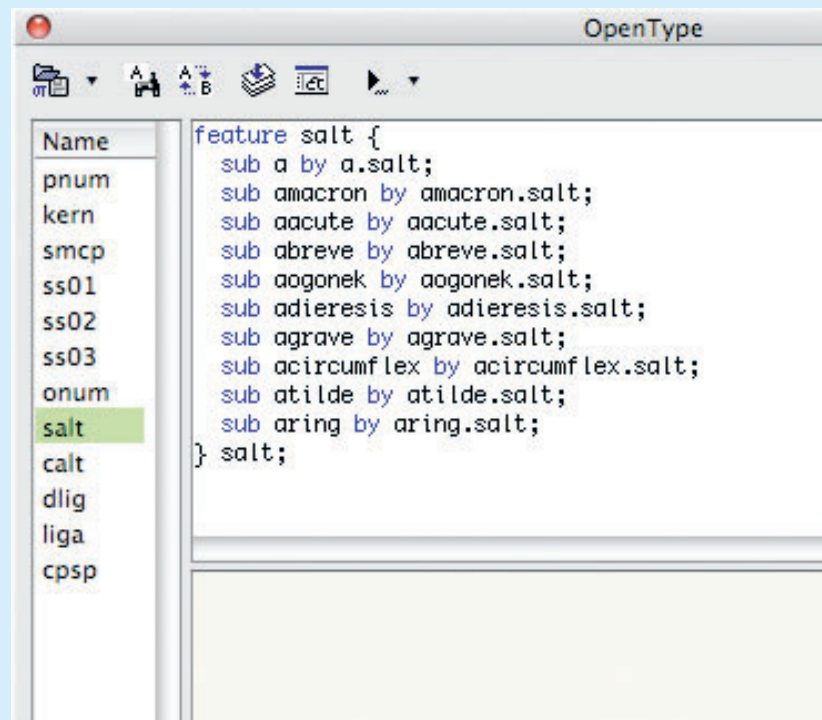 OpenType
Name
pnum
kern
smcp
ss01
ss02
ss03
onum
salt
calt
dlig
liga
cpsp
feature salt {
sub a by a.salt;
sub amacron by amacron.salt;
sub aacute by aacute.salt;
sub abreve by abreve.salt;
sub aogonek by aogonek.salt;
sub adieresis by adieresis.salt;
sub agrave by agrave.salt;
sub acircumflex by acircumflex.salt;
sub atilde by atilde.salt;
sub aring by aring.salt;
} salt;